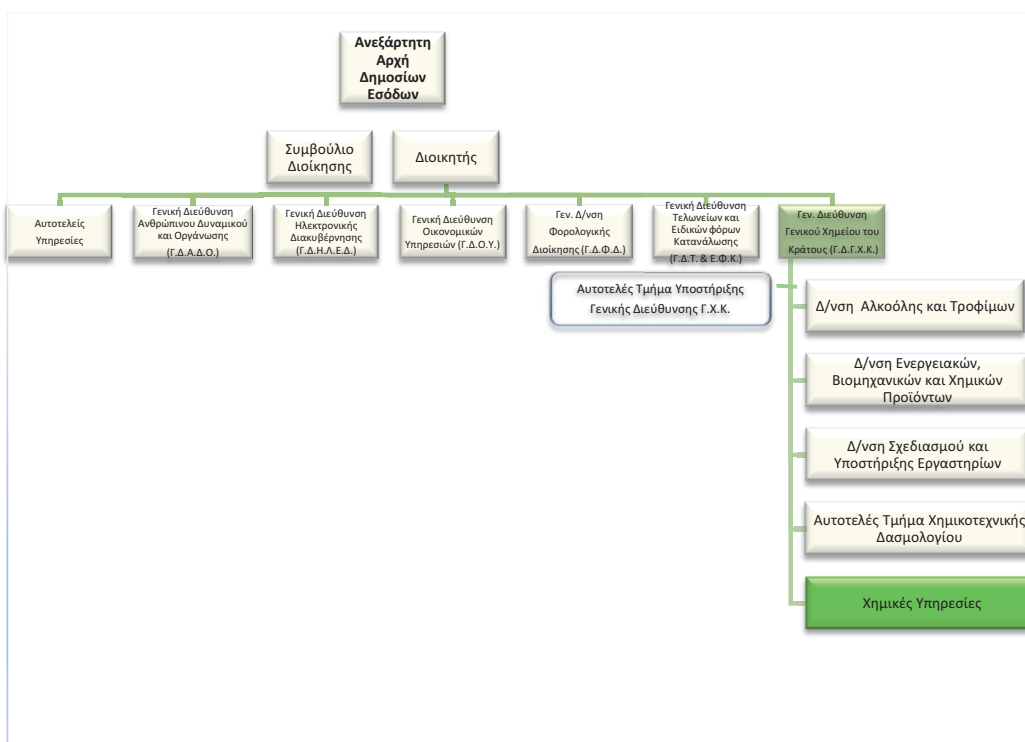 Ανεξάρτητη
Αρχή
Δημοσίων
Εσόδων
Συμβούλιο
Διοίκησης
Διοικητής
Αυτοτελείς
Υπηρεσίες
Γενική Διεύθυνση
Ανθρώπινου Δυναμικού
και Οργάνωσης
(Γ.Δ.Α.Δ.Ο.)
Γενική Διεύθυνση
Ηλεκτρονικής
Διακυβέρνησης
(Γ.Δ.Η.Λ.Ε.Δ.)
Γενική Διεύθυνση
Οικονομικών
Υπηρεσιών (Γ.Δ.Ο.Υ.)
Γεν. Δ/νση
Φορολογικής
Διοίκησης (Γ.Δ.Φ.Δ.)
Γενική Διεύθυνση
Τελωνείων και
Ειδικών φόρων
Κατανάλωσης
(Γ.Δ.Τ. & Ε.Φ.Κ.)
Γεν. Διεύθυνση
Γενικού Χημείου του
Κράτους (Γ.Δ.Γ.Χ.Κ.)
Αυτοτελές Τμήμα Υποστήριξης
Γενικής Διεύθυνσης Γ.Χ.Κ.
Δ/νση Αλκοόλης και Τροφίμων
Δ/νση Ενεργειακών,
Βιομηχανικών και Χημικών
Προϊόντων
Δ/νση Σχεδιασμού και
Υποστήριξης Εργαστηρίων
Αυτοτελές Τμήμα Χημικοτεχνικής
Δασμολογίου
Χημικές Υπηρεσίες